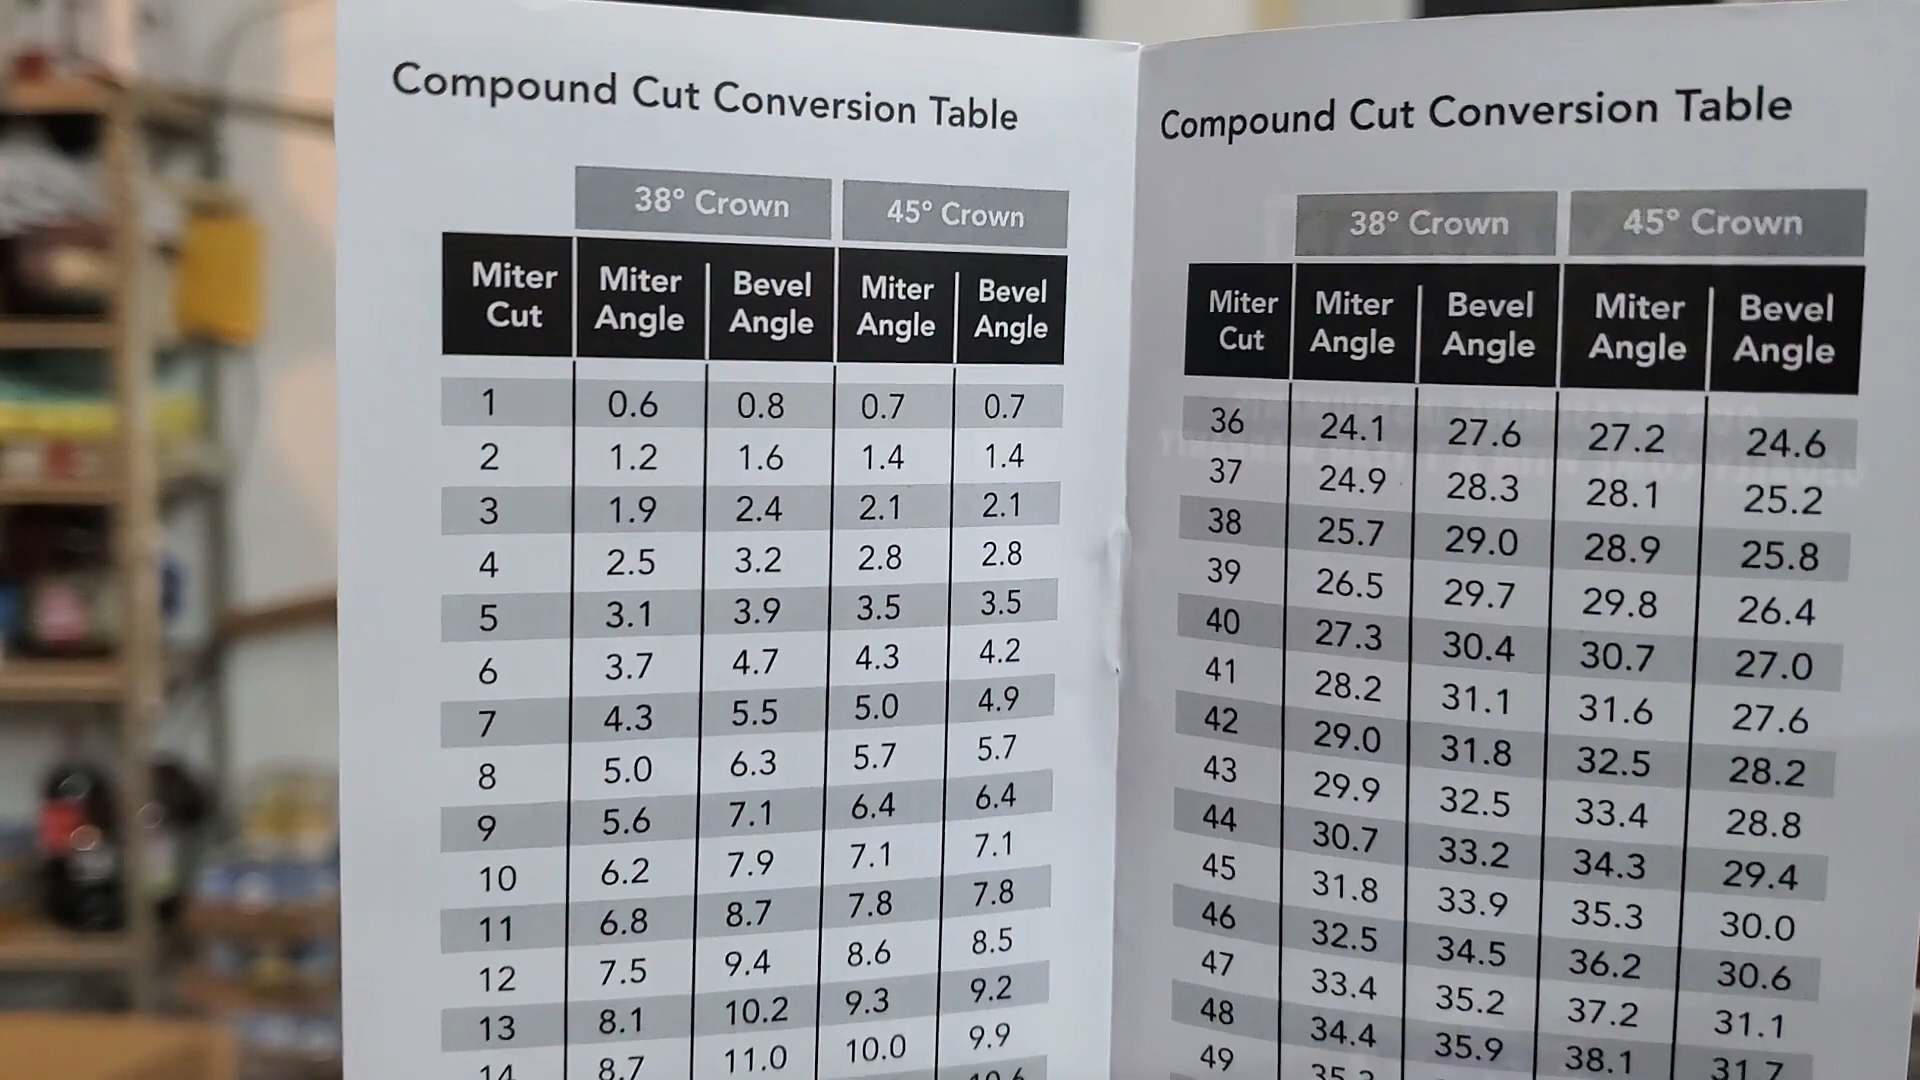 Compound Cut Conversion Table
38° Crown 45° Crown
Miter Cut Miter Angle Bevel Angle Miter Angle Bevel Angle
1 0.6 0.8 0.7 0.7
2 1.2 1.6 1.4 1.4
3 1.9 2.4 2.1 2.1
4 2.5 3.2 2.8 2.8
5 3.1 3.9 3.5 3.5
6 3.7 4.7 4.3 4.2
7 4.3 5.5 5.0 4.9
8 5.0 6.3 5.7 5.7
9 5.6 7.1 6.4 6.4
10 6.2 7.9 7.1 7.1
11 6.8 8.7 7.8 7.8
12 7.5 9.4 8.6 8.5
13 8.1 10.2 9.3 9.2
14 8.7 11.0 10.0 9.9
Compound Cut Conversion Table
38° Crown 45° Crown
Miter Cut Miter Angle Bevel Angle Miter Angle Bevel Angle
36 24.1 27.6 27.2 24.6
37 24.9 28.3 28.1 25.2
38 25.7 29.0 28.9 25.8
39 26.5 29.7 29.8 26.4
40 27.3 30.4 30.7 27.0
41 28.2 31.1 31.6 27.6
42 29.0 31.8 32.5 28.2
43 29.9 32.5 33.4 28.8
44 30.7 33.2 34.3 29.4
45 31.8 33.9 35.3 30.0
46 32.5 34.5 36.2 30.6
47 33.4 35.2 37.2 31.1
48 34.4 35.9 38.1 31.7
49